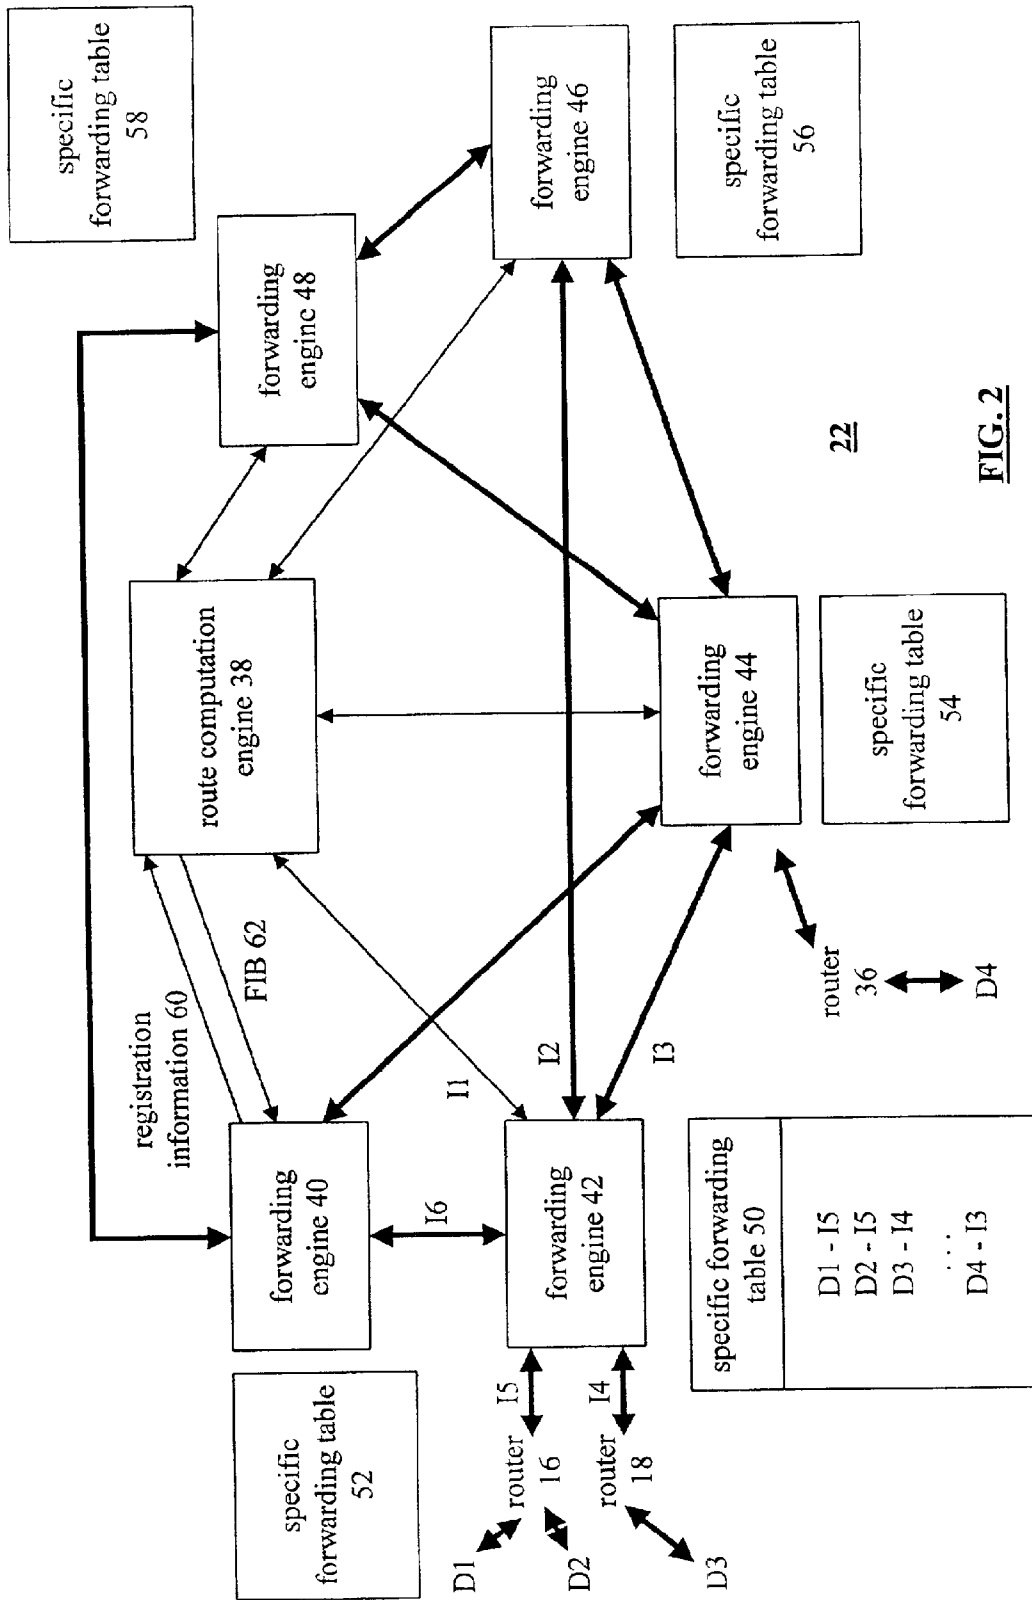 specific
forwarding table
52
specific
forwarding table
58
registration
information 60
FIB 62
route computation
engine 38
forwarding
engine 40
forwarding
engine 48
I6
I1
I2
I3
forwarding
engine 42
forwarding
engine 46
D1
D2
D3
router
16
router
18
I5
I4
forwarding
engine 44
specific forwarding
table 50
D1 - I5
D2 - I5
D3 - I4
. . .
D4 - I3
router
36
D4
specific
forwarding table
54
specific
forwarding table
56
22
FIG. 2